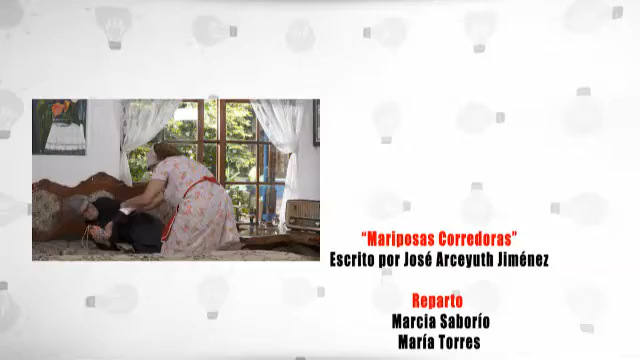 “Mariposas Corredoras”
Escrito por José Arceyuth Jiménez
Reparto
Marcia Saborío
María Torres